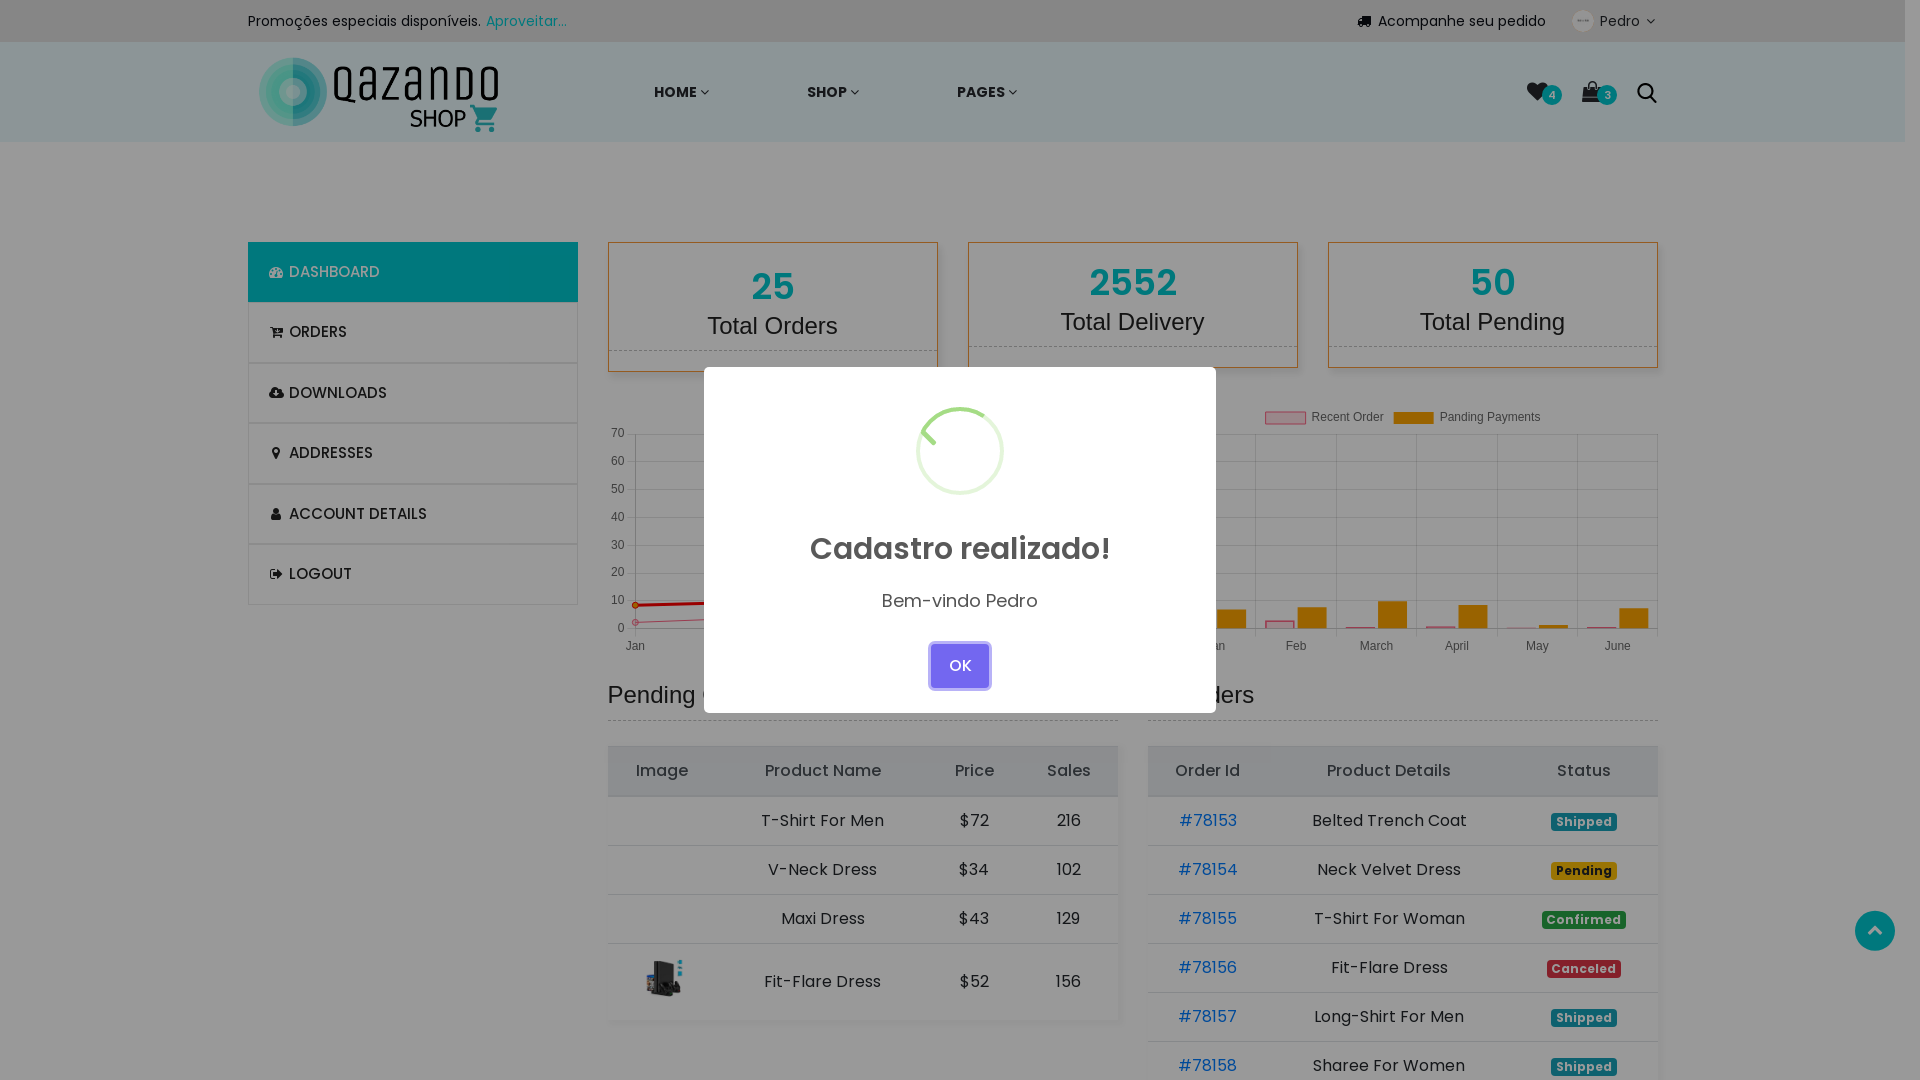 Promoções especiais disponíveis. Aproveitar...
Acompanhe seu pedido
Pedro
Qazando
SHOP
HOME
SHOP
PAGES
4
3
DASHBOARD
ORDERS
DOWNLOADS
ADDRESSES
ACCOUNT DETAILS
LOGOUT
25
Total Orders
2552
Total Delivery
50
Total Pending
Recent Order
Panding Payments
70
60
50
40
30
20
10
0
Jan
Feb
March
April
May
June
Cadastro realizado!
Bem-vindo Pedro
OK
Pending
Image Product Name Price Sales
T-Shirt For Men $72 216
V-Neck Dress $34 102
Maxi Dress $43 129
Fit-Flare Dress $52 156
Order Id Product Details Status
#78153 Belted Trench Coat Shipped
#78154 Neck Velvet Dress Pending
#78155 T-Shirt For Woman Confirmed
#78156 Fit-Flare Dress Canceled
#78157 Long-Shirt For Men Shipped
#78158 Sharee For Women Shipped